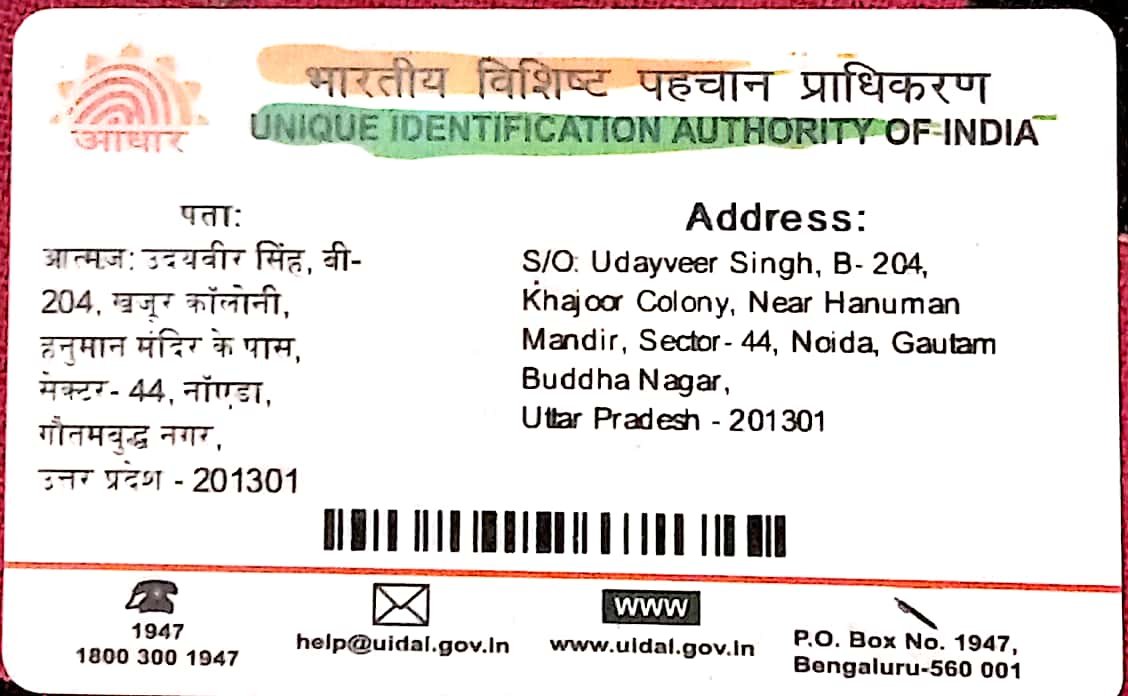 आधार
भारतीय विशिष्ट पहचान प्राधिकरण
UNIQUE IDENTIFICATION AUTHORITY OF INDIA
पता:
आत्मज: उदयवीर सिंह, बी-
204, खजूर कॉलोनी,
हनुमान मंदिर के पास,
सेक्टर- 44, नॉएडा,
गौतमबुद्ध नगर,
उत्तर प्रदेश - 201301
Address:
S/O: Udayveer Singh, B- 204,
Khajoor Colony, Near Hanuman
Mandir, Sector- 44, Noida, Gautam
Buddha Nagar,
Uttar Pradesh - 201301
1947
1800 300 1947
help@uidai.gov.in
WWW
www.uidai.gov.in
P.O. Box No. 1947,
Bengaluru-560 001